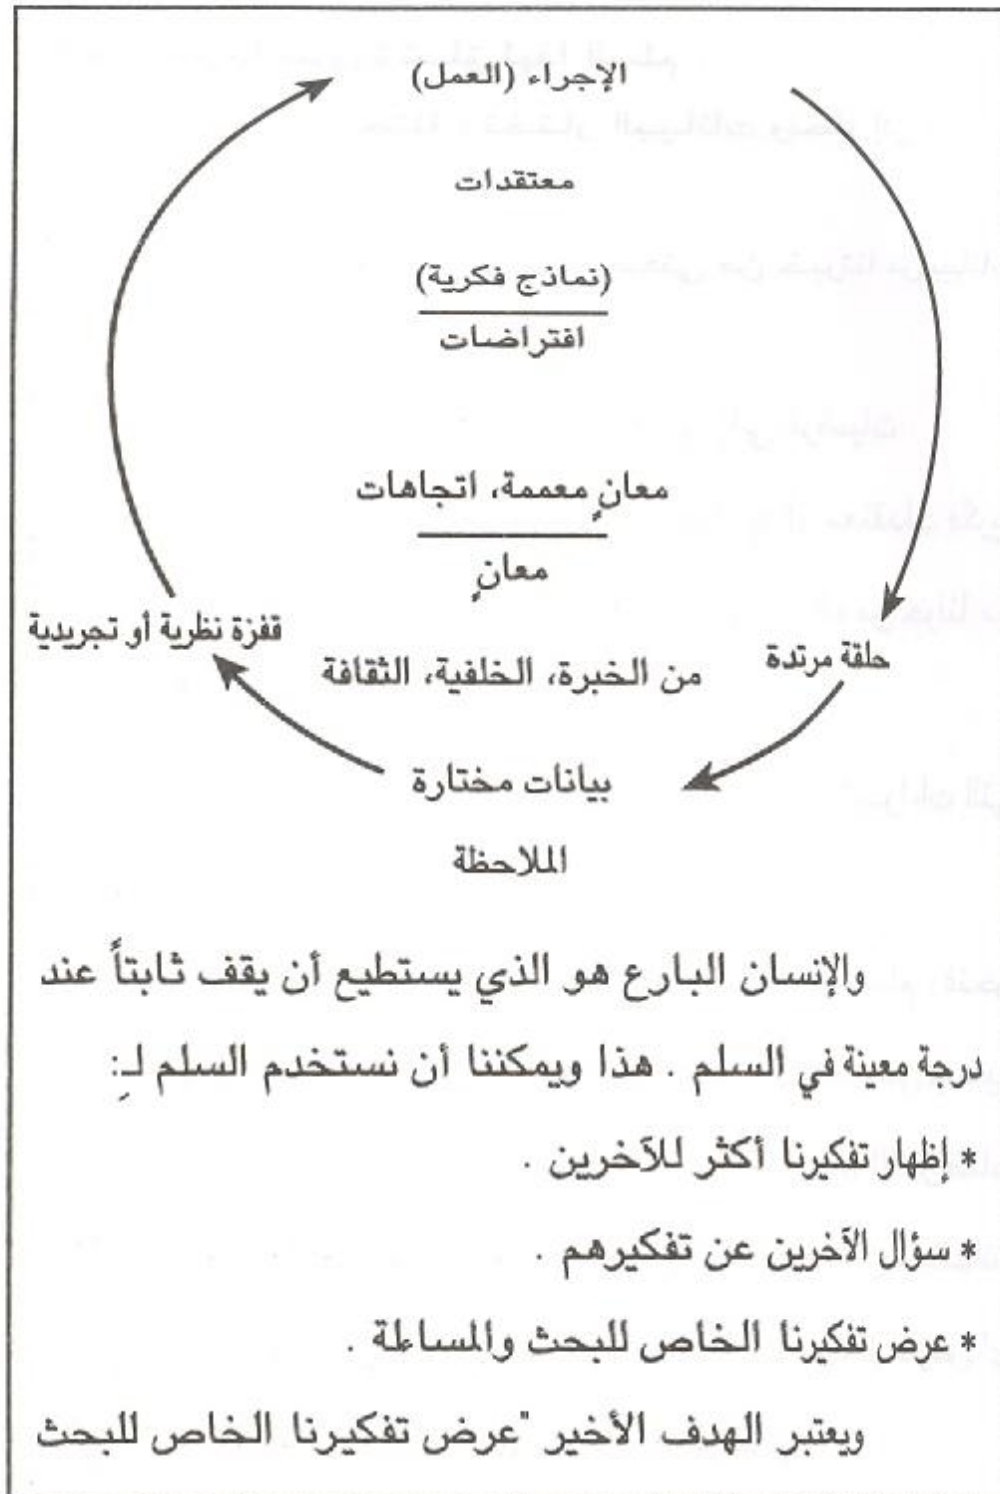 الإجراء (العمل)
معتقدات
(نماذج فكرية)
افتراضات
معانٍ معممة، اتجاهات
معانٍ
قفزة نظرية أو تجريدية
حلقة مرتدة
من الخبرة، الخلفية، الثقافة
بيانات مختارة
الملاحظة
والإنسان البارع هو الذي يستطيع أن يقف ثابتاً عند
درجة معينة في السلم . هذا ويمكننا أن نستخدم السلم لـِ:
* إظهار تفكيرنا أكثر للآخرين .
* سؤال الآخرين عن تفكيرهم .
* عرض تفكيرنا الخاص للبحث والمساءلة .
ويعتبر الهدف الأخير "عرض تفكيرنا الخاص للبحث